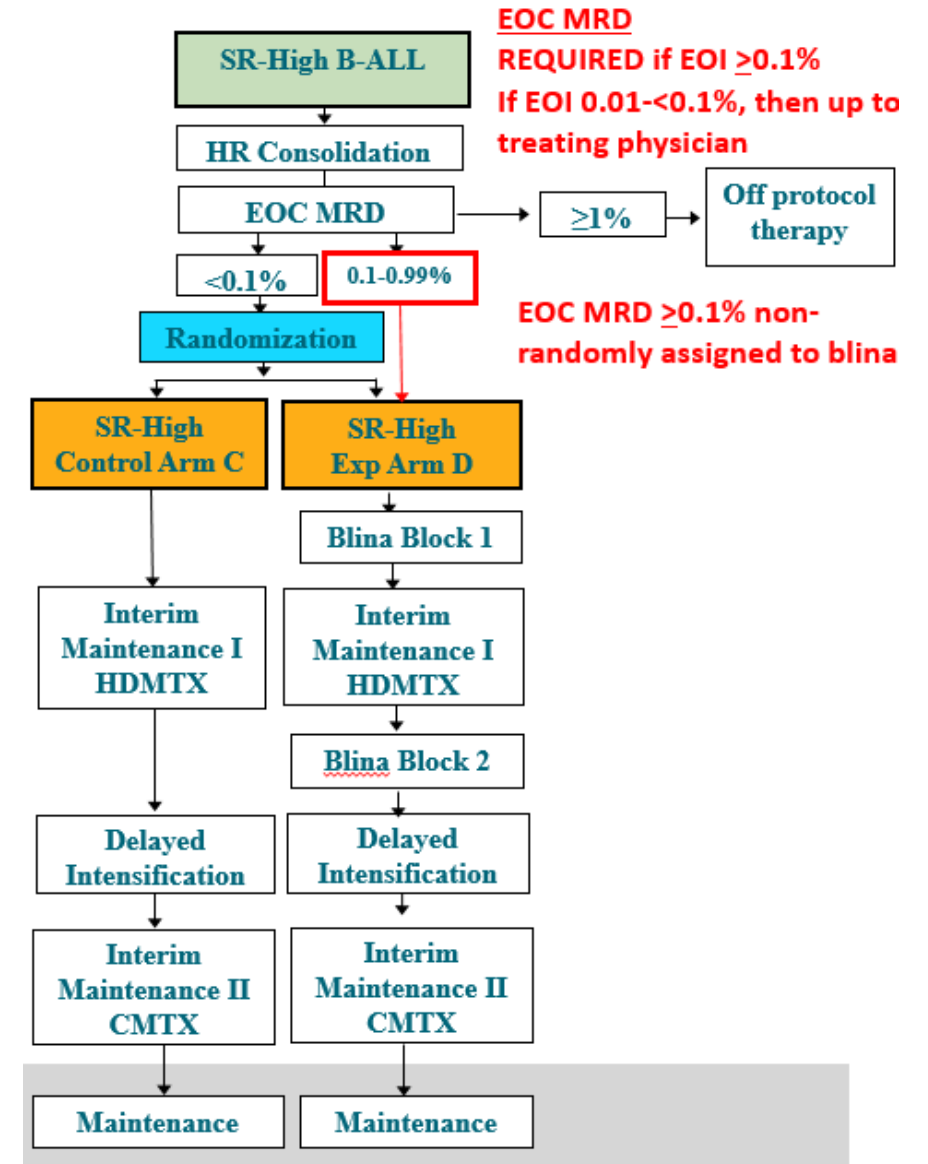 EOC MRD
REQUIRED if EOI ≥0.1%
If EOI 0.01-<0.1%, then up to
treating physician
SR-High B-ALL
HR Consolidation
EOC MRD
≥1%
Off protocol
therapy
<0.1%
0.1-0.99%
EOC MRD ≥0.1% non-
randomly assigned to blina
Randomization
SR-High
Control Arm C
SR-High
Exp Arm D
Blina Block 1
Interim
Maintenance I
HDMTX
Interim
Maintenance I
HDMTX
Blina Block 2
Delayed
Intensification
Delayed
Intensification
Interim
Maintenance II
CMTX
Interim
Maintenance II
CMTX
Maintenance
Maintenance